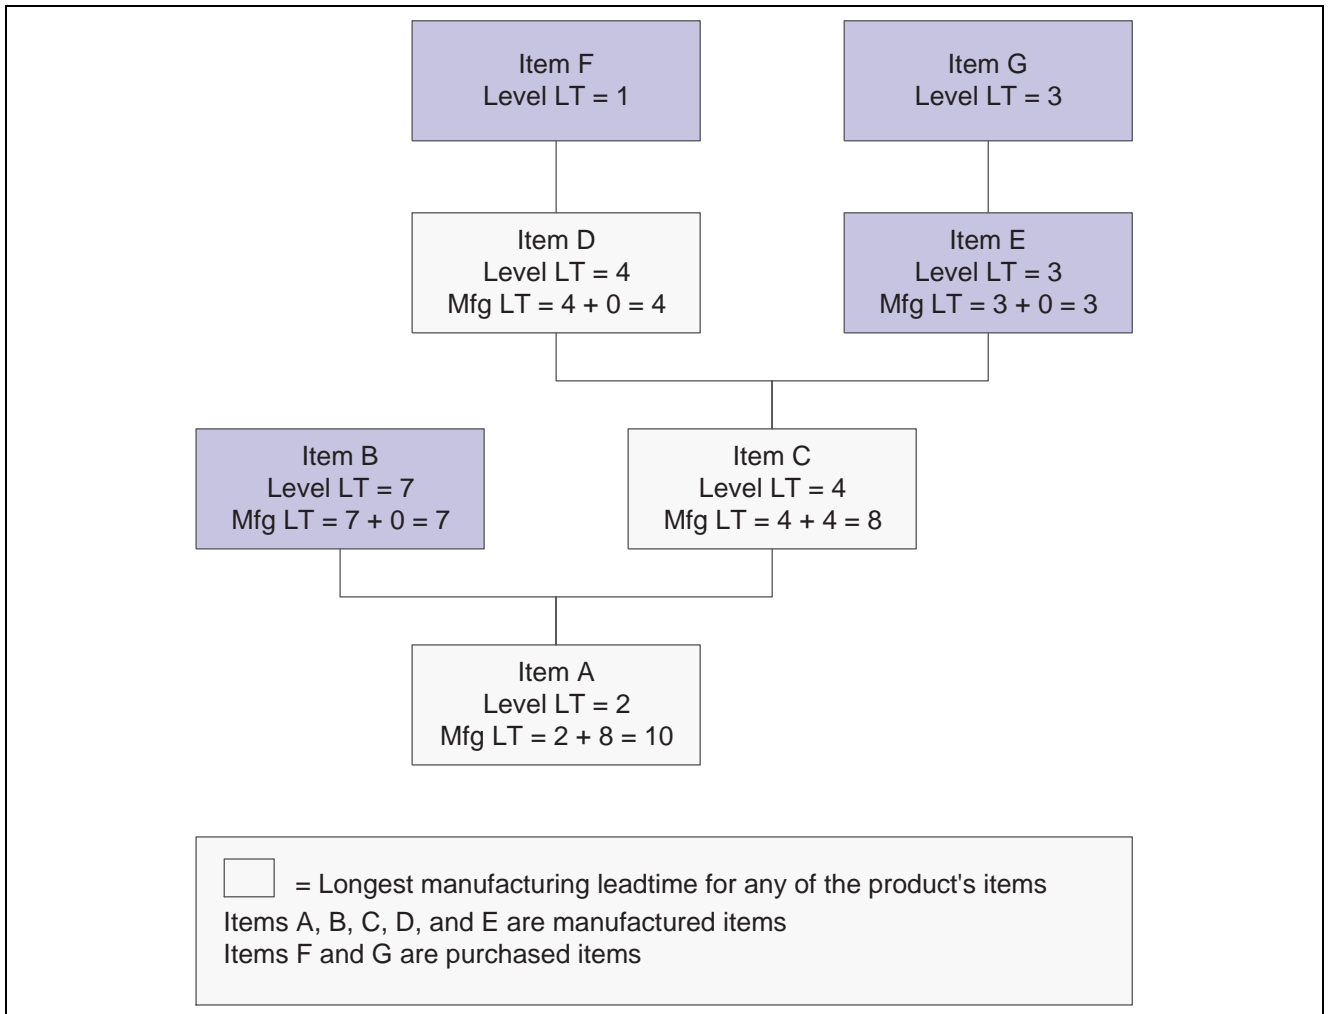 Item F
Level LT = 1
Item G
Level LT = 3
Item D
Level LT = 4
Mfg LT = 4 + 0 = 4
Item E
Level LT = 3
Mfg LT = 3 + 0 = 3
Item B
Level LT = 7
Mfg LT = 7 + 0 = 7
Item C
Level LT = 4
Mfg LT = 4 + 4 = 8
Item A
Level LT = 2
Mfg LT = 2 + 8 = 10
= Longest manufacturing leadtime for any of the product's items
Items A, B, C, D, and E are manufactured items
Items F and G are purchased items